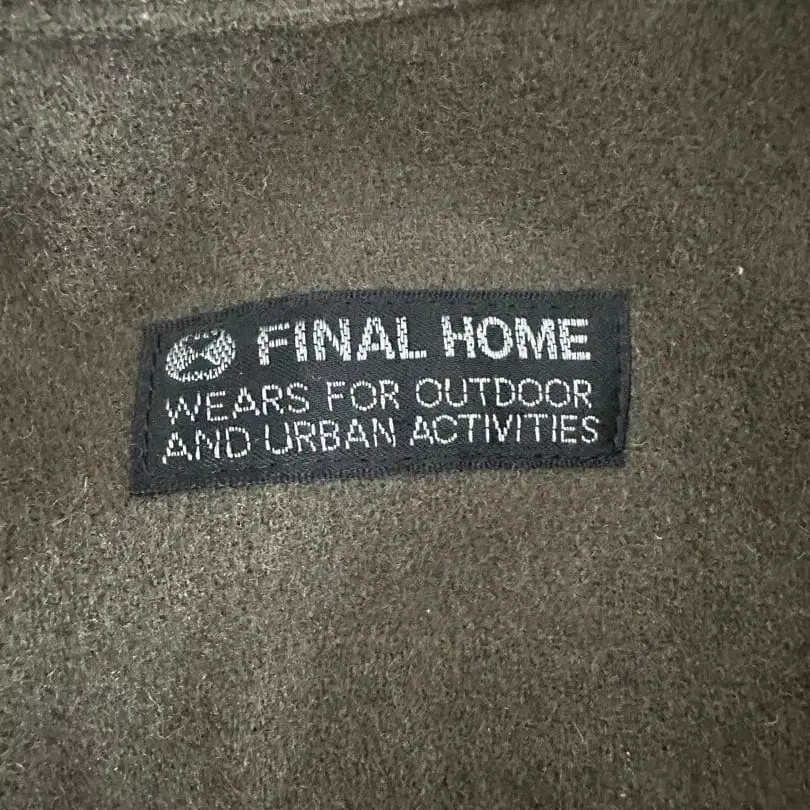 FINAL HOME
WEARS FOR OUTDOOR
AND URBAN ACTIVITIES